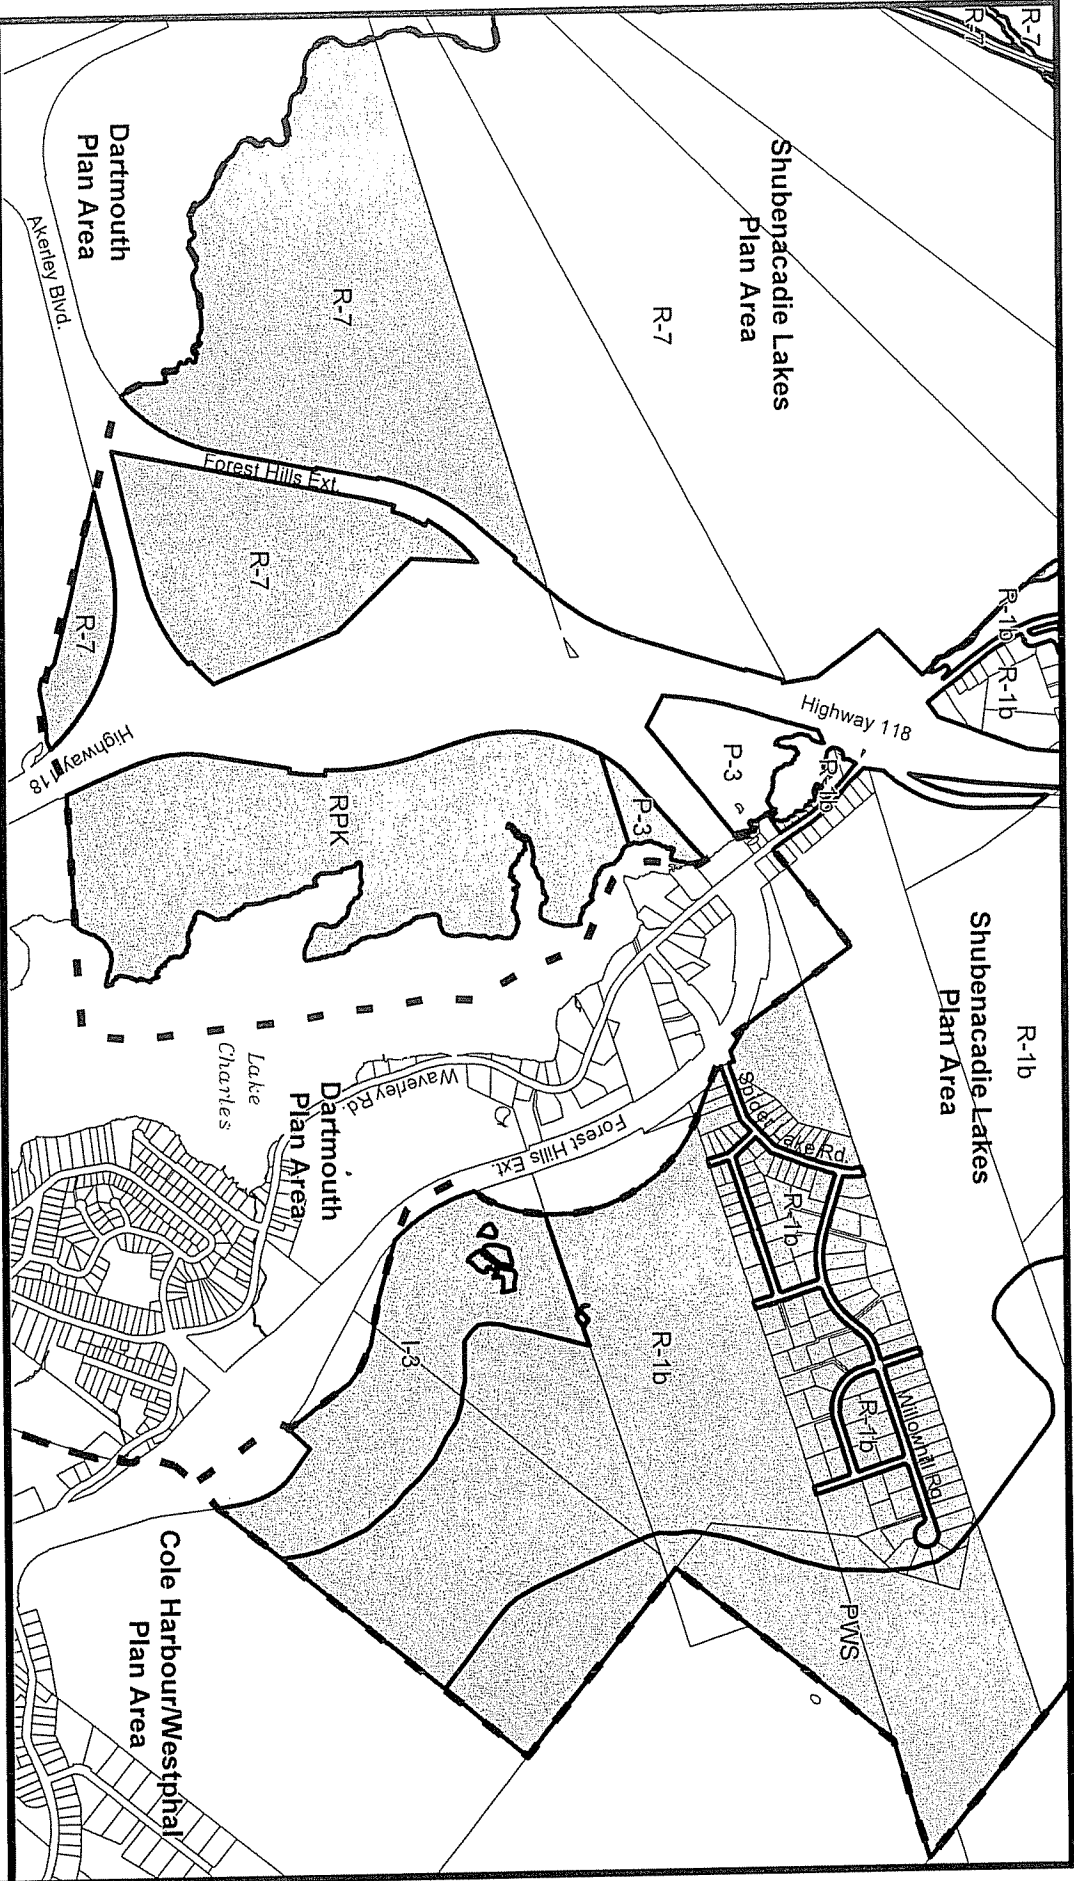 R-7
R-7
Shubenacadie Lakes
Plan Area
Dartmouth
Plan Area
Akerley Blvd.
R-7
R-7
Forest Hills Ext.
R-7
R-7
Highway 118
Highway 118
R-1b
R-1b
P-3
R-1b
P-3
RPK
Shubenacadie Lakes
Plan Area
R-1b
Lake
Charles
Waverley Rd.
Dartmouth
Plan Area
Forest Hills Ext.
Spider Lake Rd
R-1b
R-1b
I-3
Willowhill Rd
R-1b
PWS
Cole Harbour/Westphal
Plan Area